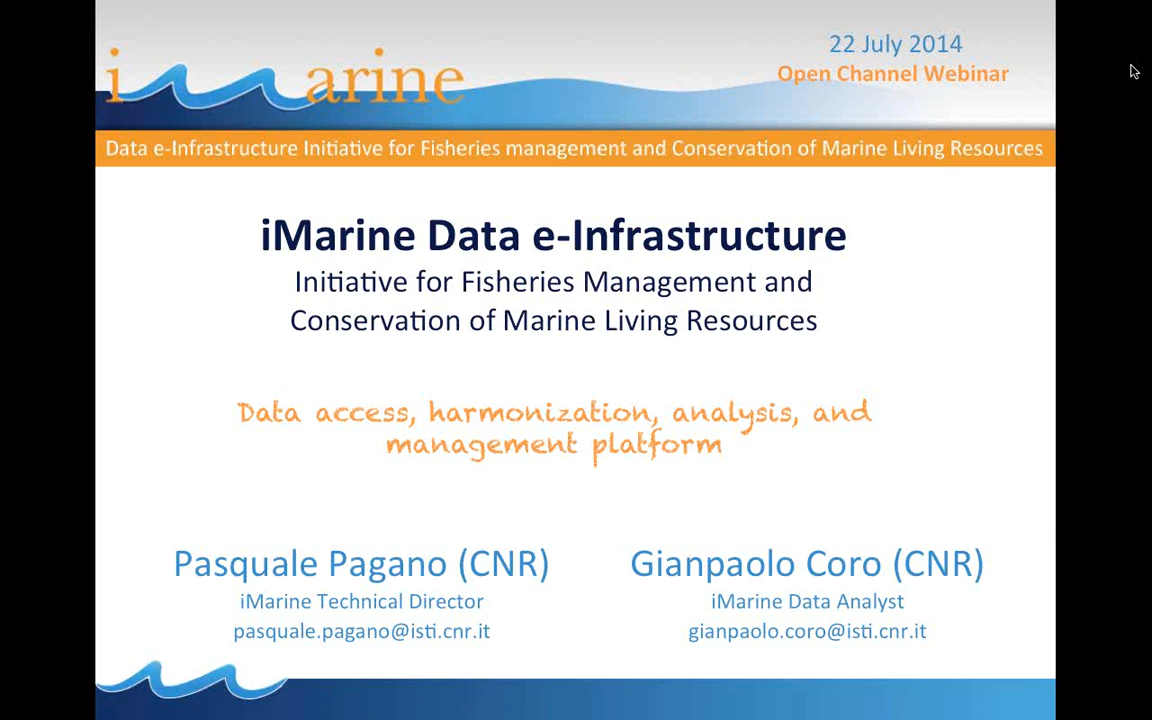 iMarine
22 July 2014
Open Channel Webinar
Data e-Infrastructure Initiative for Fisheries management and Conservation of Marine Living Resources
iMarine Data e-Infrastructure
Initiative for Fisheries Management and
Conservation of Marine Living Resources
Data access, harmonization, analysis, and
management platform
Pasquale Pagano (CNR)
iMarine Technical Director
pasquale.pagano@isti.cnr.it
Gianpaolo Coro (CNR)
iMarine Data Analyst
gianpaolo.coro@isti.cnr.it